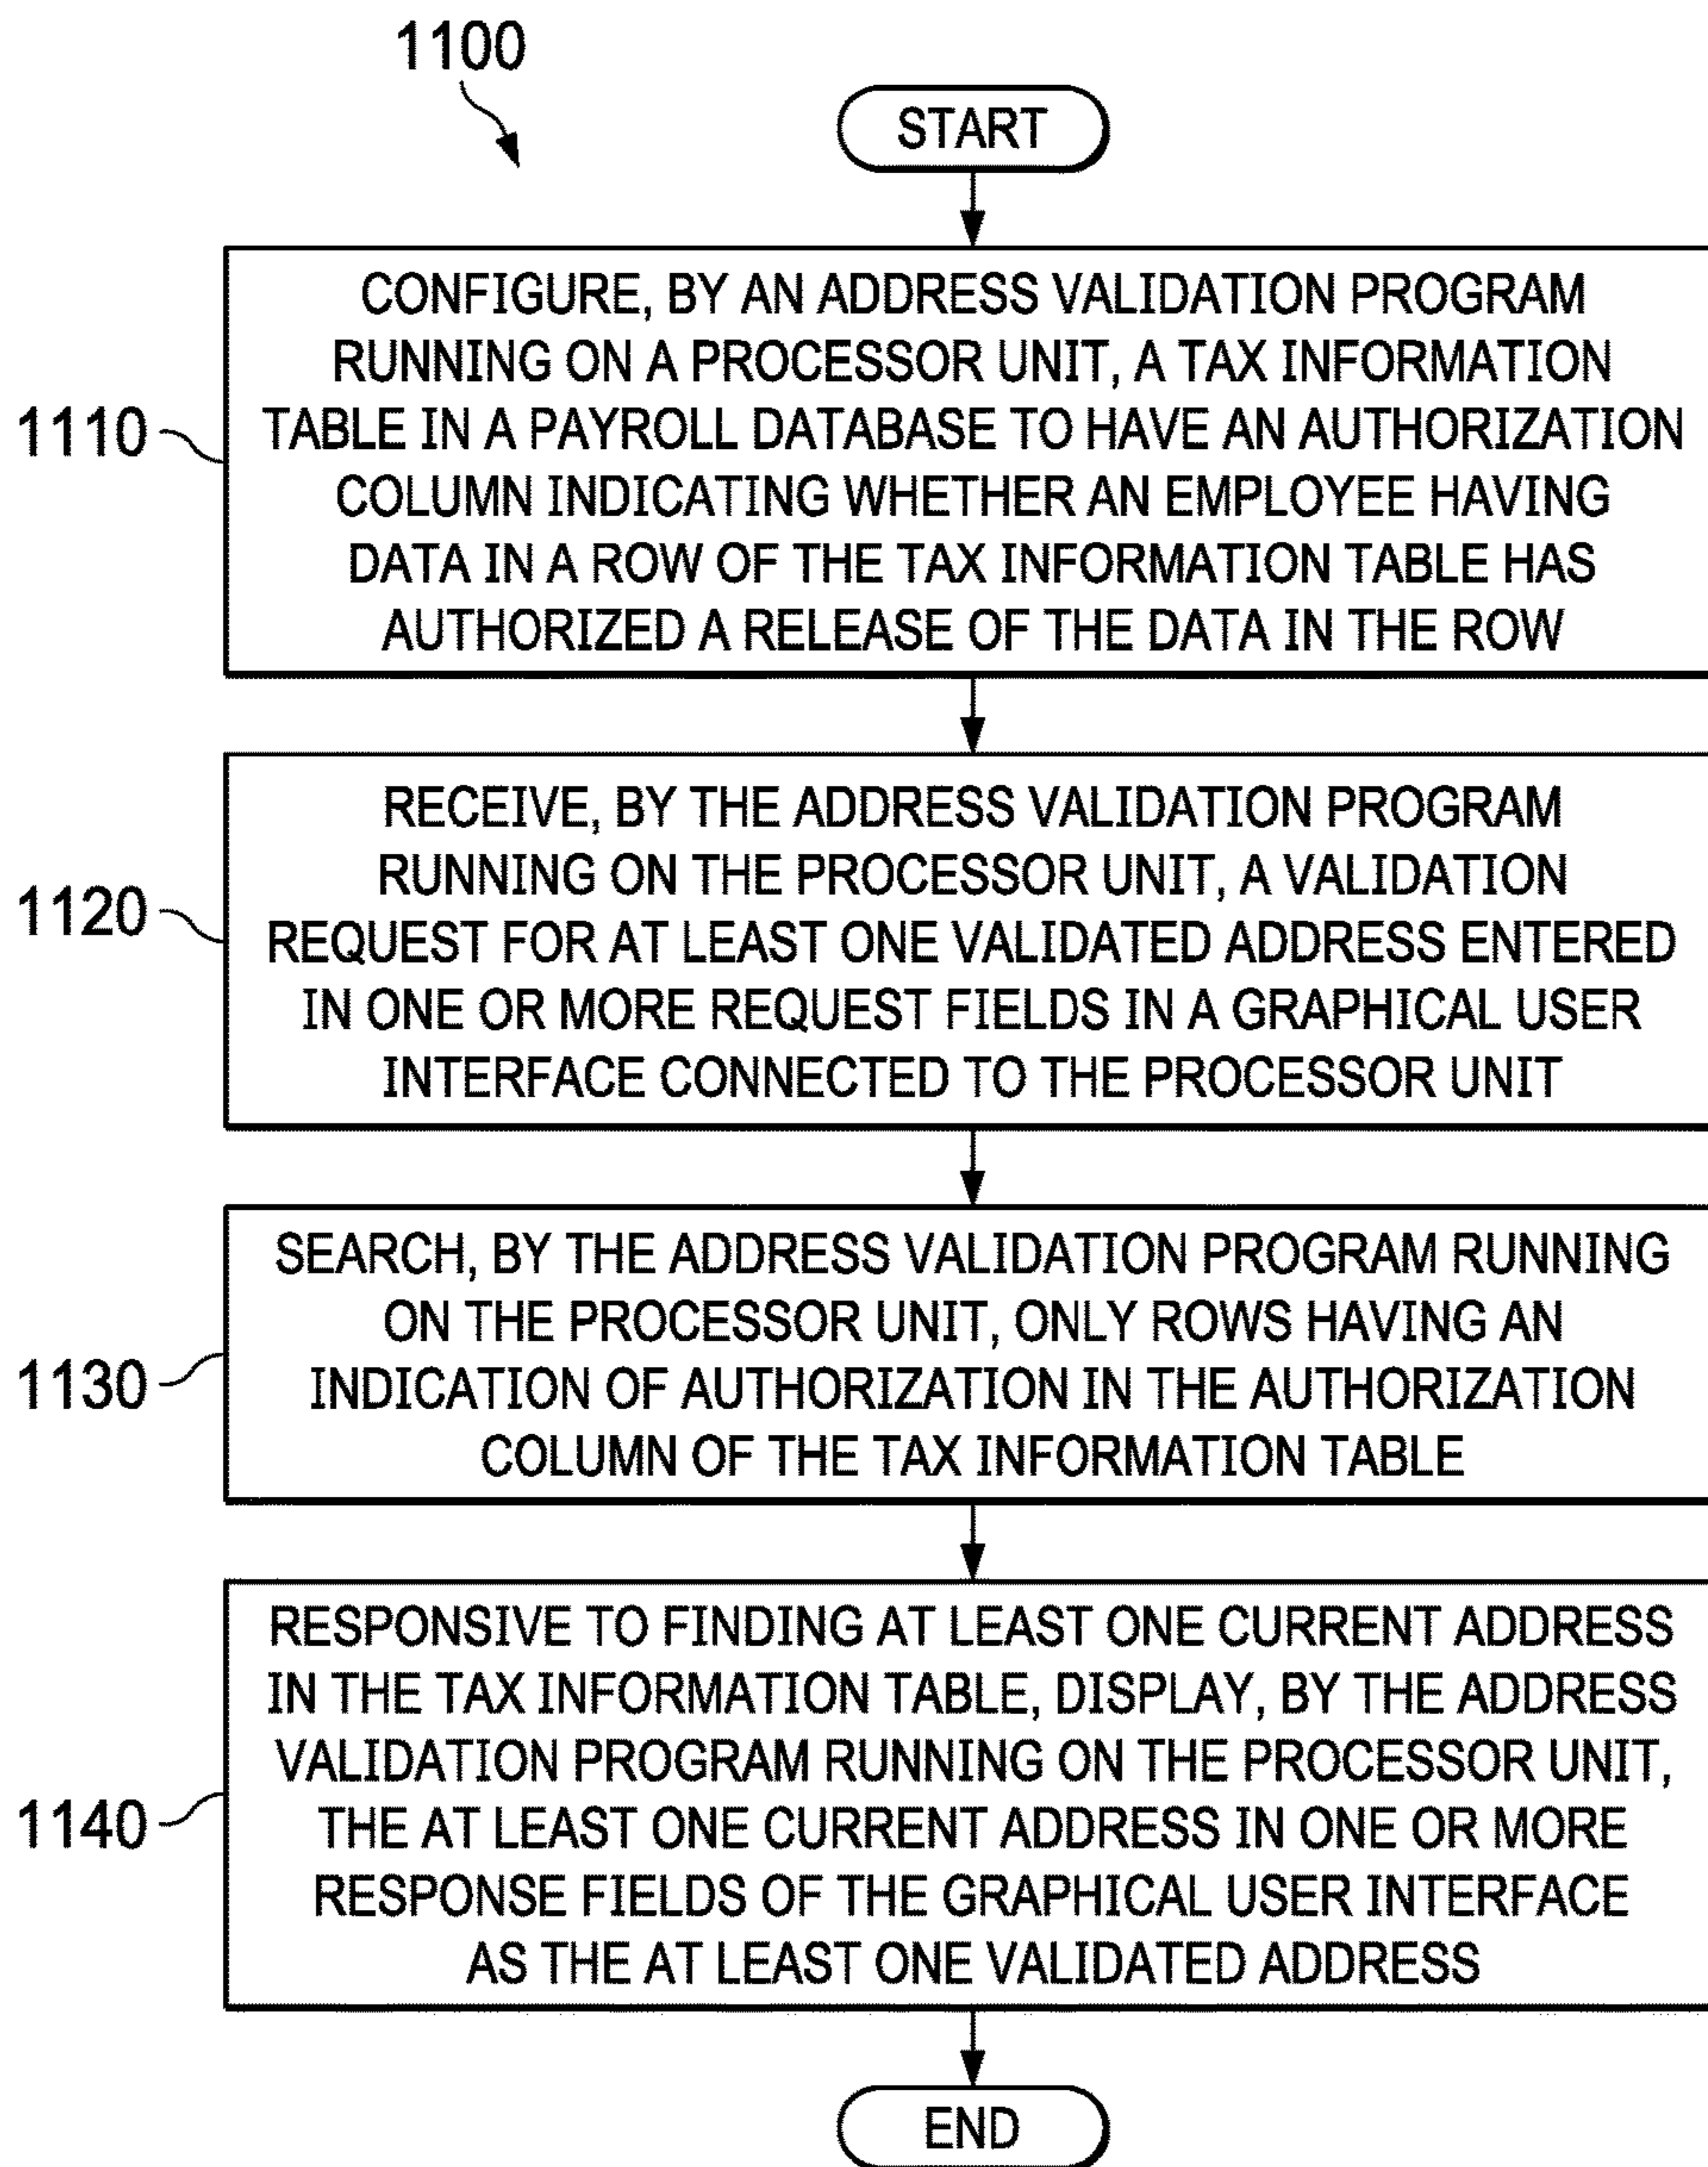 1100
START
CONFIGURE, BY AN ADDRESS VALIDATION PROGRAM
RUNNING ON A PROCESSOR UNIT, A TAX INFORMATION
1110
TABLE IN A PAYROLL DATABASE TO HAVE AN AUTHORIZATION
COLUMN INDICATING WHETHER AN EMPLOYEE HAVING
DATA IN A ROW OF THE TAX INFORMATION TABLE HAS
AUTHORIZED A RELEASE OF THE DATA IN THE ROW
RECEIVE, BY THE ADDRESS VALIDATION PROGRAM
RUNNING ON THE PROCESSOR UNIT, A VALIDATION
1120
REQUEST FOR AT LEAST ONE VALIDATED ADDRESS ENTERED
IN ONE OR MORE REQUEST FIELDS IN A GRAPHICAL USER
INTERFACE CONNECTED TO THE PROCESSOR UNIT
SEARCH, BY THE ADDRESS VALIDATION PROGRAM RUNNING
ON THE PROCESSOR UNIT, ONLY ROWS HAVING AN
1130
INDICATION OF AUTHORIZATION IN THE AUTHORIZATION
COLUMN OF THE TAX INFORMATION TABLE
RESPONSIVE TO FINDING AT LEAST ONE CURRENT ADDRESS
IN THE TAX INFORMATION TABLE, DISPLAY, BY THE ADDRESS
VALIDATION PROGRAM RUNNING ON THE PROCESSOR UNIT,
1140
THE AT LEAST ONE CURRENT ADDRESS IN ONE OR MORE
RESPONSE FIELDS OF THE GRAPHICAL USER INTERFACE
AS THE AT LEAST ONE VALIDATED ADDRESS
END